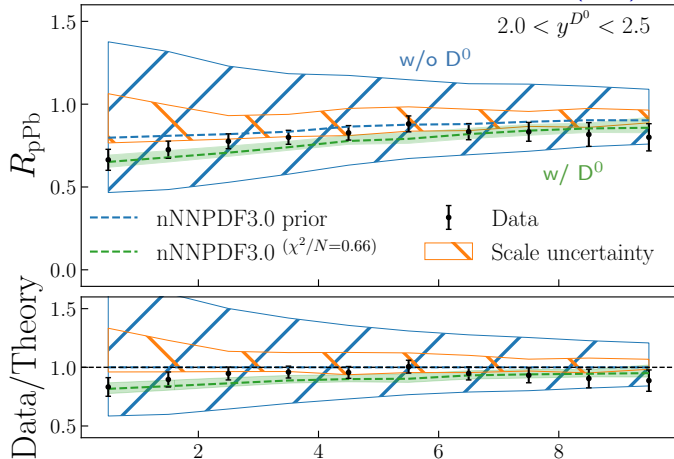 2.0 < y^{D^0} < 2.5
w/o D^0
w/ D^0
R_{pPb}
1.5
1.0
0.5
0.0
nNNPDF3.0 prior
nNNPDF3.0 (χ²/N=0.66)
Data
Scale uncertainty
Data/Theory
1.5
1.0
0.5
2 4 6 8